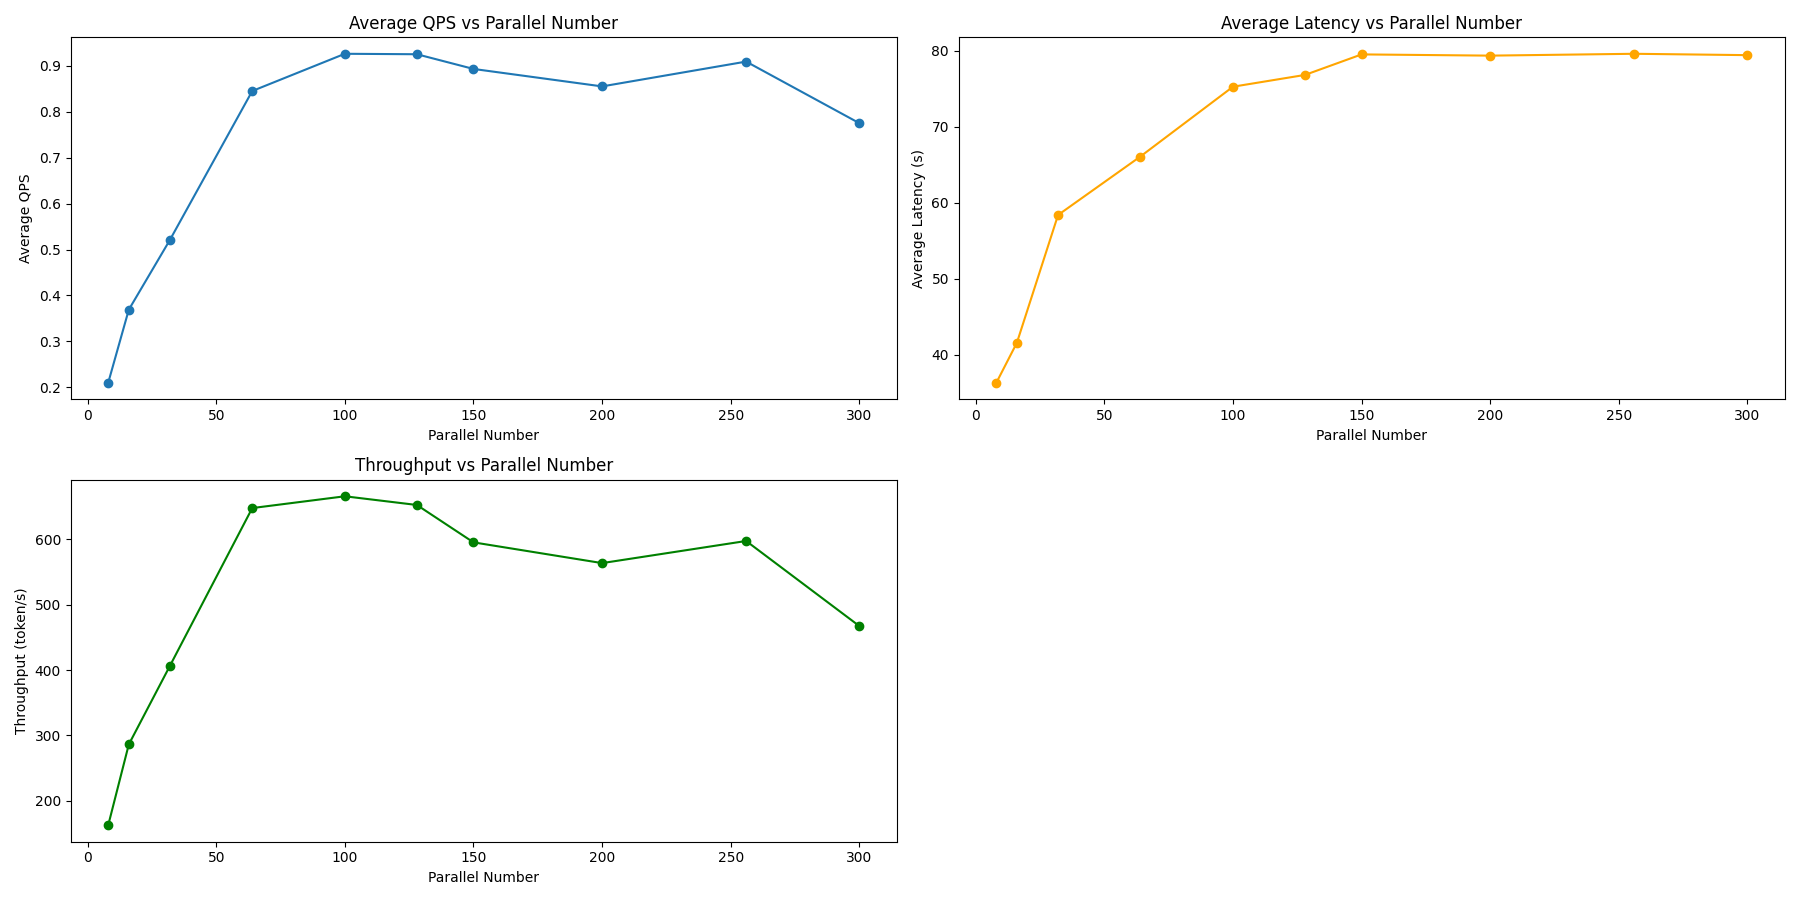 Average QPS vs Parallel Number
Average QPS
0.9
0.8
0.7
0.6
0.5
0.4
0.3
0.2
0 50 100 150 200 250 300
Parallel Number
Average Latency vs Parallel Number
Average Latency (s)
80
70
60
50
40
0 50 100 150 200 250 300
Parallel Number
Throughput vs Parallel Number
Throughput (token/s)
600
500
400
300
200
0 50 100 150 200 250 300
Parallel Number